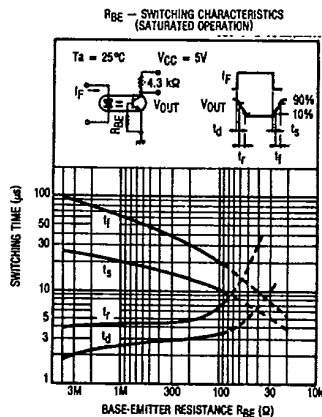 RBE — SWITCHING CHARACTERISTICS
(SATURATED OPERATION)
Ta = 25°C
VCC = 5V
4.3 kΩ
IF
VOUT
RBE
IF
VOUT
90%
10%
td
ts
tr
tf
SWITCHING TIME (µs)
100
50
30
20
10
5
3
1
tf
ts
tr
td
3M
1M
300
100
30
10k
BASE-EMITTER RESISTANCE RBE (Ω)